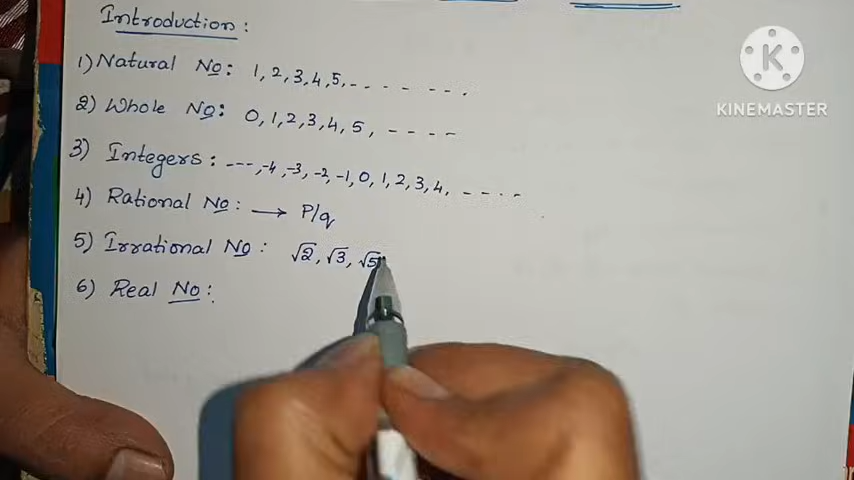 Introduction:
1) Natural No: 1, 2, 3, 4, 5, - - - - - - - .
2) Whole No: 0, 1, 2, 3, 4, 5, - - - -
3) Integers: ---, -4, -3, -2, -1, 0, 1, 2, 3, 4, - - - - -
4) Rational No: → P/q
5) Irrational No: √2, √3, √5
6) Real No:
K
KINEMASTER